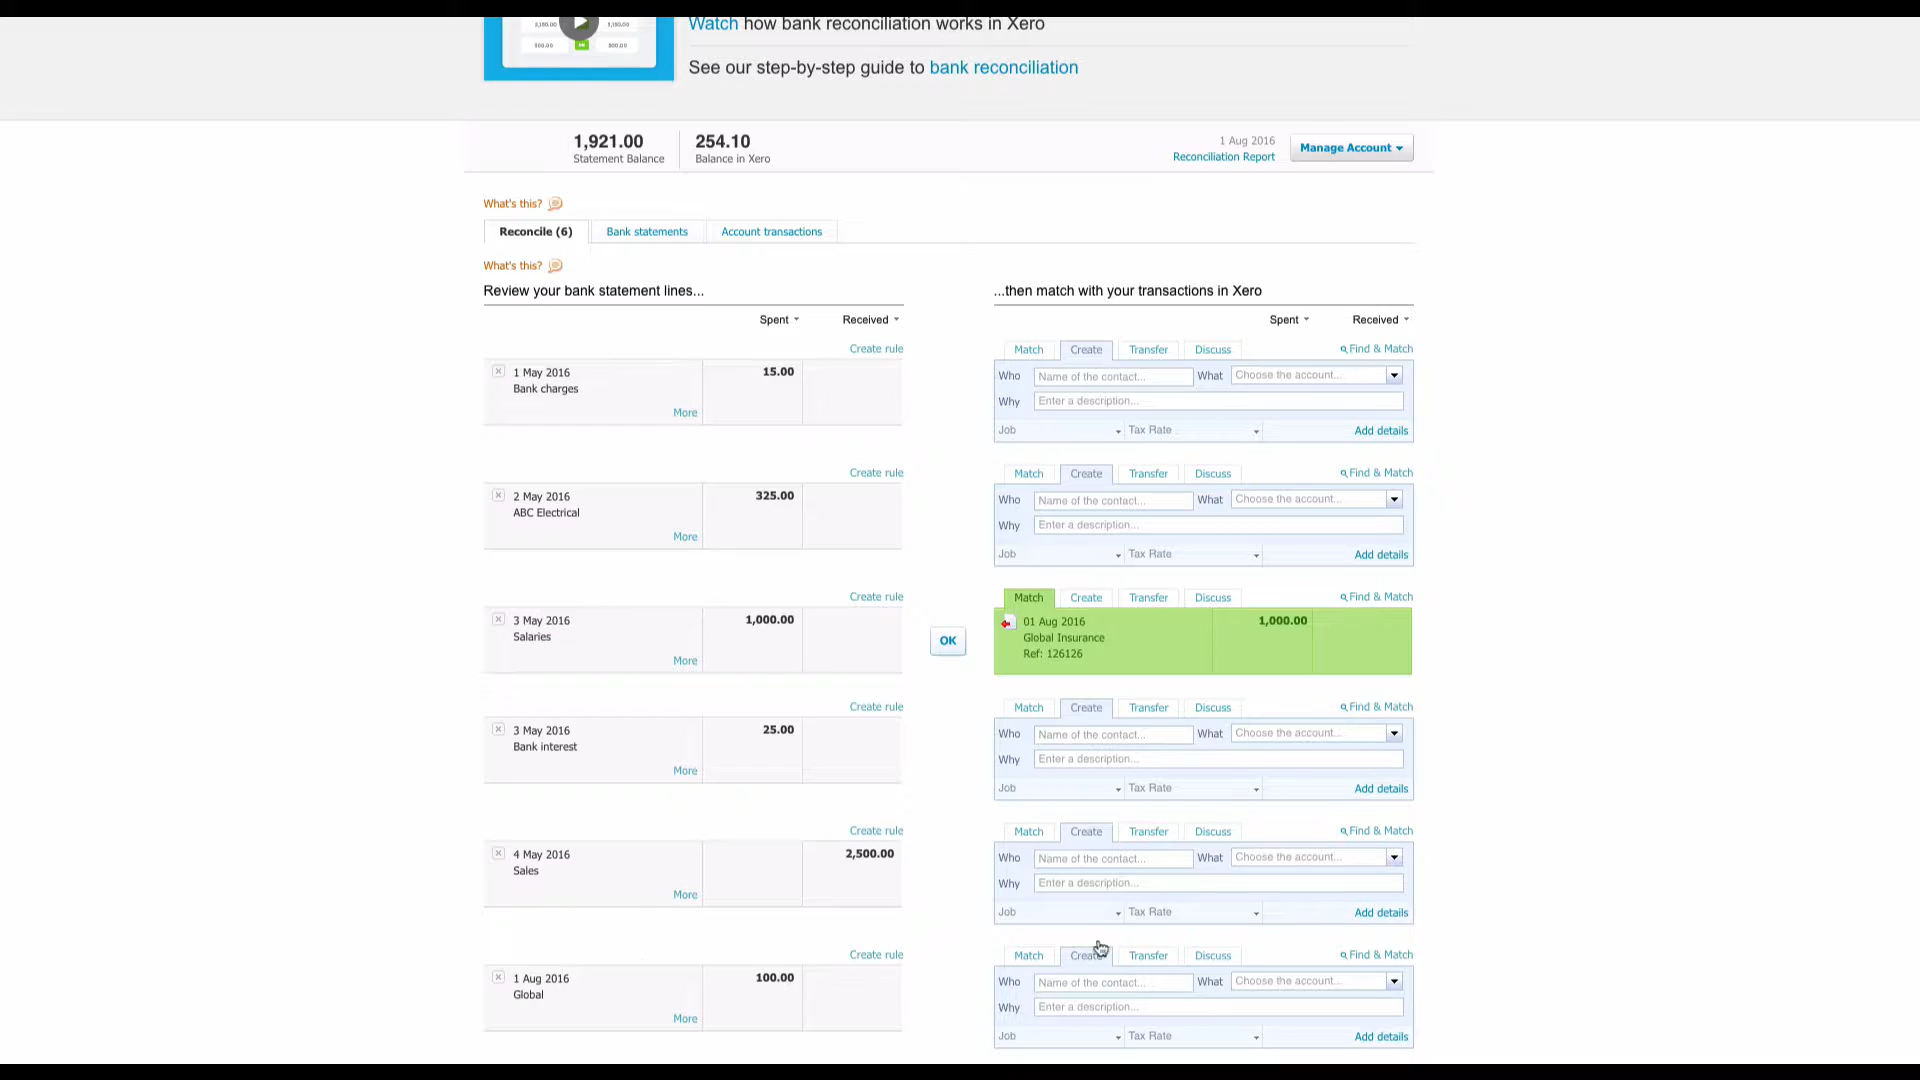 2,150.00 3,150.00
500.00 OK 500.00
Watch how bank reconciliation works in Xero
See our step-by-step guide to bank reconciliation
1,921.00
Statement Balance
254.10
Balance in Xero
1 Aug 2016
Reconciliation Report
Manage Account
What's this?
Reconcile (6) Bank statements Account transactions
What's this?
Review your bank statement lines...
...then match with your transactions in Xero
Spent Received
Spent Received
Create rule
1 May 2016 15.00
Bank charges
More
Match Create Transfer Discuss Find & Match
Who Name of the contact... What Choose the account...
Why Enter a description...
Job Tax Rate Add details
Create rule
2 May 2016 325.00
ABC Electrical
More
Match Create Transfer Discuss Find & Match
Who Name of the contact... What Choose the account...
Why Enter a description...
Job Tax Rate Add details
Create rule
3 May 2016 1,000.00
Salaries
More
OK
Match Create Transfer Discuss Find & Match
01 Aug 2016 1,000.00
Global Insurance
Ref: 126126
Create rule
3 May 2016 25.00
Bank interest
More
Match Create Transfer Discuss Find & Match
Who Name of the contact... What Choose the account...
Why Enter a description...
Job Tax Rate Add details
Create rule
4 May 2016 2,500.00
Sales
More
Match Create Transfer Discuss Find & Match
Who Name of the contact... What Choose the account...
Why Enter a description...
Job Tax Rate Add details
Create rule
1 Aug 2016 100.00
Global
More
Match Create Transfer Discuss Find & Match
Who Name of the contact... What Choose the account...
Why Enter a description...
Job Tax Rate Add details